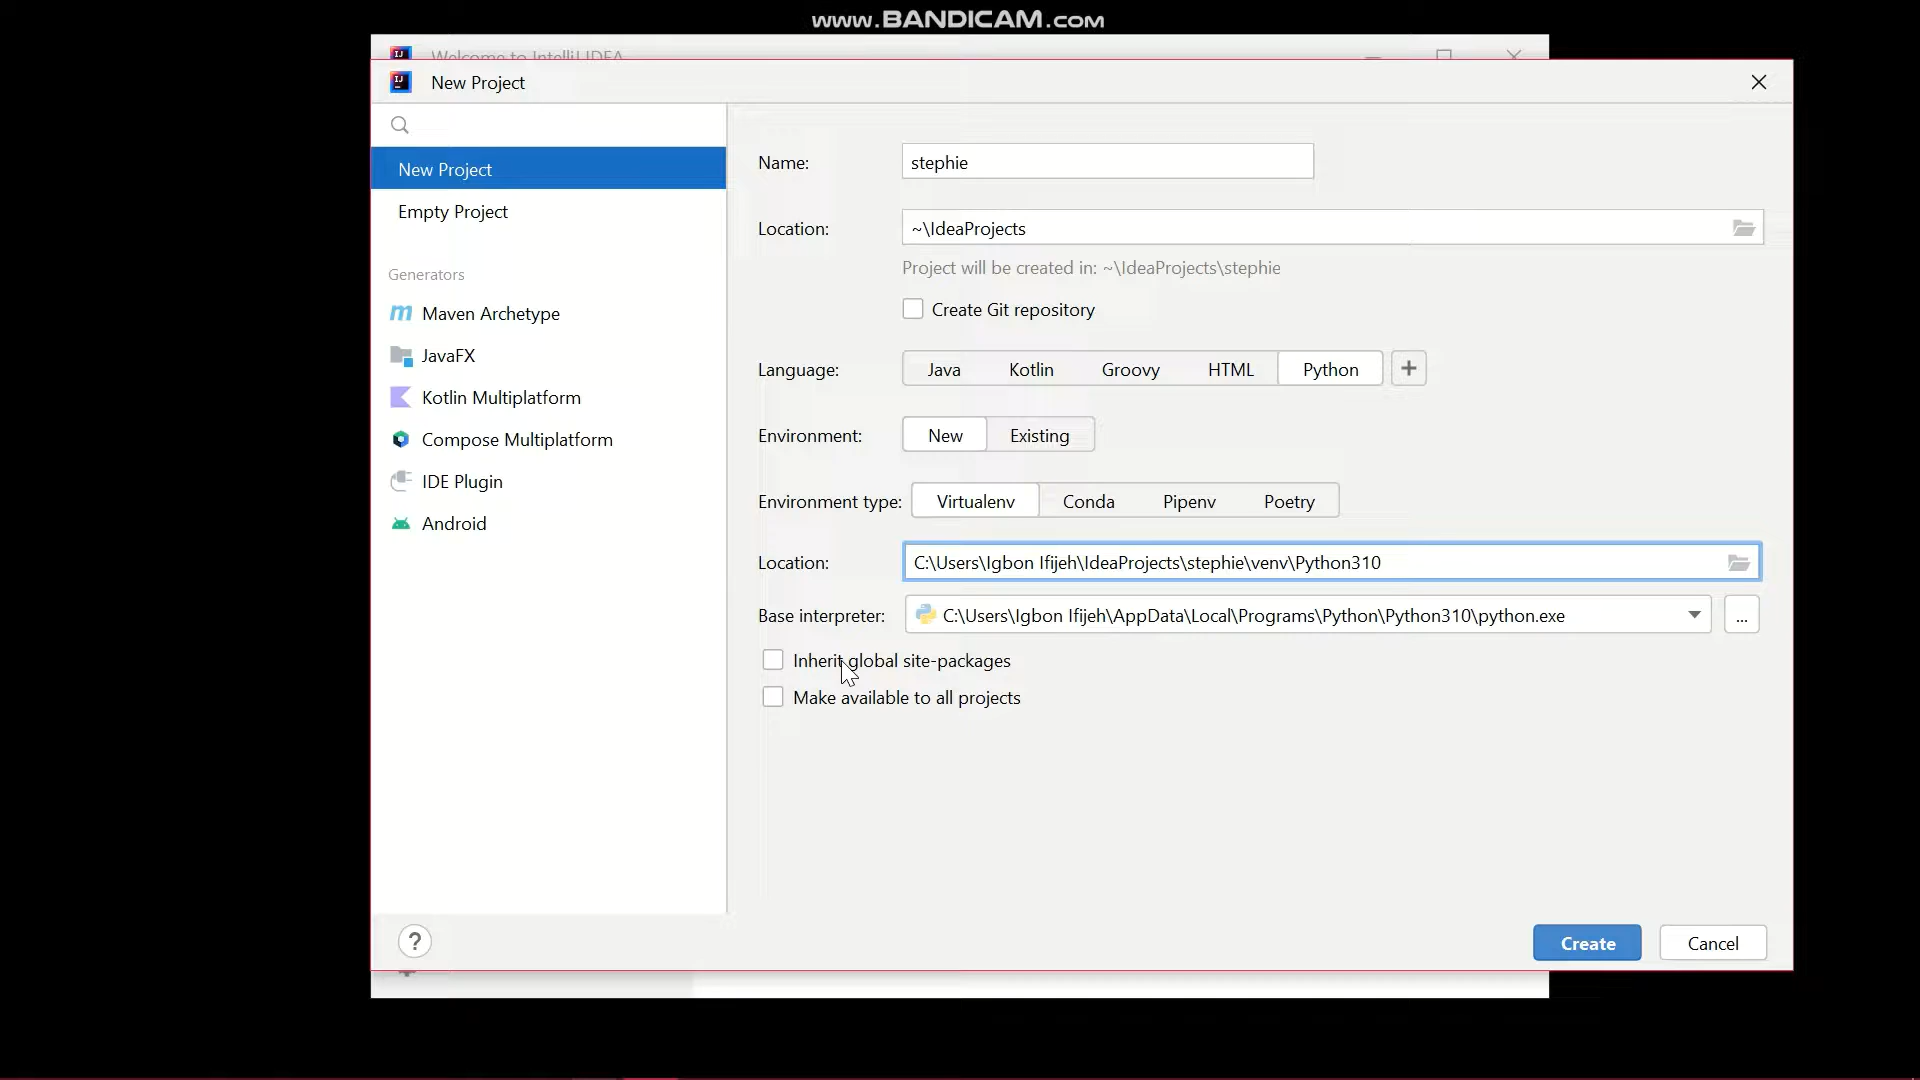 www.BANDICAM.com
Welcome to IntelliJ IDEA
New Project
New Project
Empty Project
Generators
Maven Archetype
JavaFX
Kotlin Multiplatform
Compose Multiplatform
IDE Plugin
Android
Name: stephie
Location: ~\IdeaProjects
Project will be created in: ~\IdeaProjects\stephie
Create Git repository
Language: Java Kotlin Groovy HTML Python +
Environment: New Existing
Environment type: Virtualenv Conda Pipenv Poetry
Location: C:\Users\Igbon Ifijeh\IdeaProjects\stephie\venv\Python310
Base interpreter: C:\Users\Igbon Ifijeh\AppData\Local\Programs\Python\Python310\python.exe ...
Inherit global site-packages
Make available to all projects
? Create Cancel